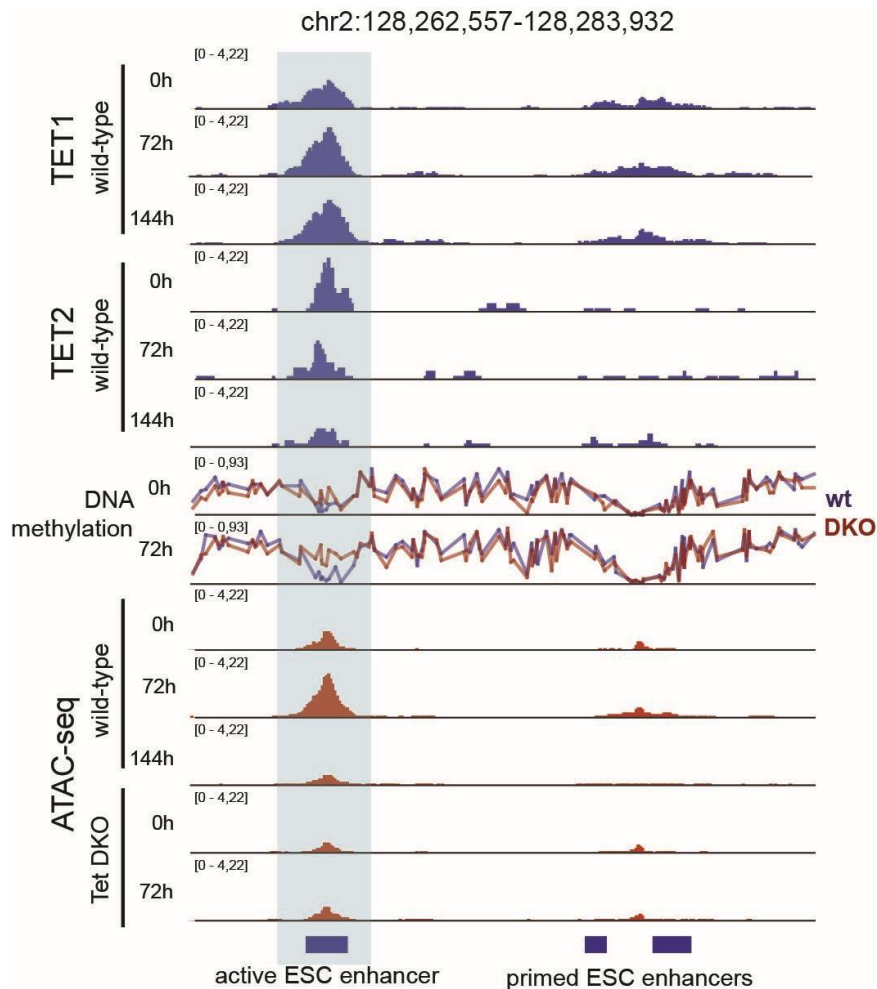 chr2:128,262,557-128,283,932
TET1
wild-type
0h
[0 - 4,22]
72h
[0 - 4,22]
144h
[0 - 4,22]
TET2
wild-type
0h
[0 - 4,22]
72h
[0 - 4,22]
144h
[0 - 4,22]
DNA
methylation
0h
[0 - 0,93]
72h
[0 - 0,93]
wt
DKO
ATAC-seq
wild-type
0h
[0 - 4,22]
72h
[0 - 4,22]
144h
[0 - 4,22]
Tet DKO
0h
[0 - 4,22]
72h
[0 - 4,22]
active ESC enhancer
primed ESC enhancers